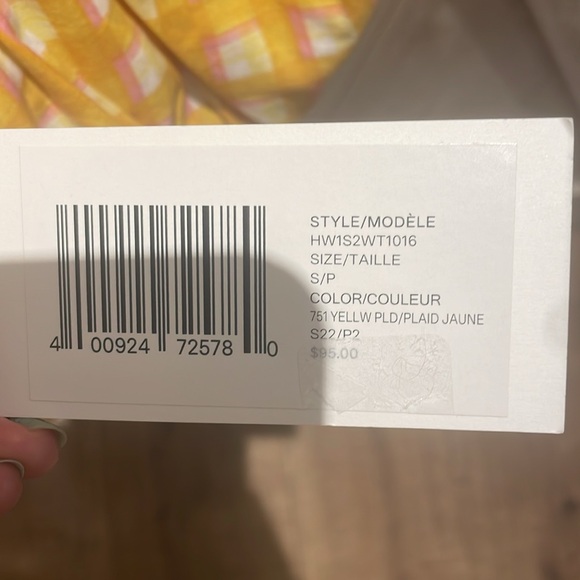 STYLE/MODÈLE
HW1S2WT1016
SIZE/TAILLE
S/P
COLOR/COULEUR
751 YELLW PLD/PLAID JAUNE
S22/P2
$95.00
4 00924 72578 0